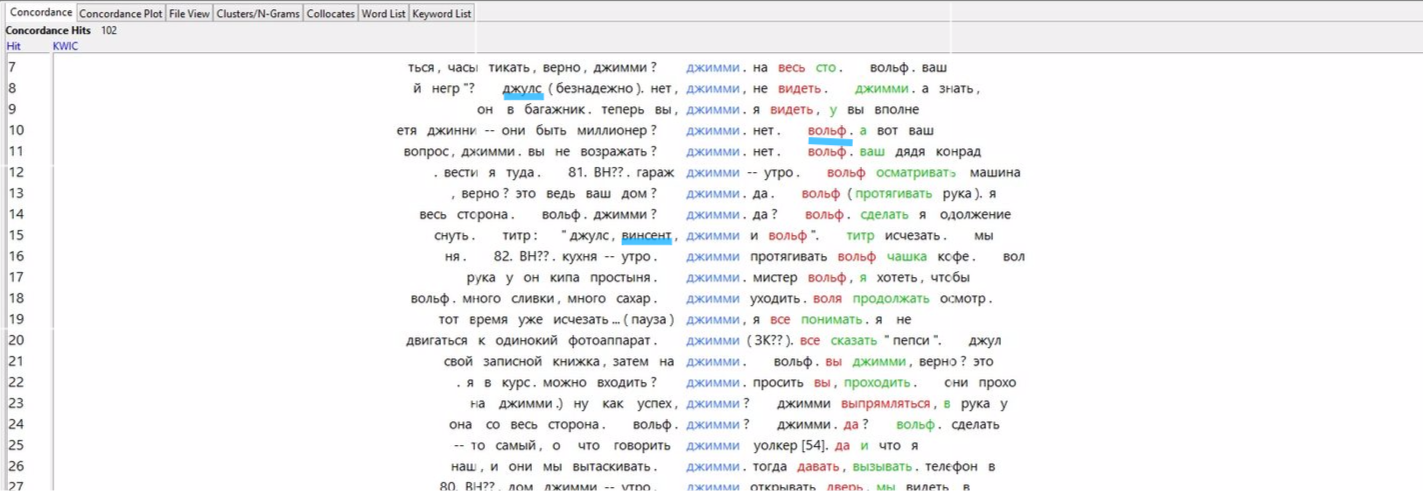 Concordance Concordance Plot File View Clusters/N-Grams Collocates Word List Keyword List
Concordance Hits 102
Hit KWIC
7 ться, часы тикать, верно, джимми? джимми. на весь сто. вольф. ваш
8 й негр"? джулс (безнадежно). нет, джимми, не видеть. джимми. а знать,
9 он в багажник. теперь вы, джимми. я видеть, у вы вполне
10 етя джинни -- они быть миллионер? джимми. нет. вольф. а вот ваш
11 вопрос, джимми. вы не возражать? джимми. нет. вольф. ваш дядя конрад
12 . вести я туда. 81. ВН??. гараж джимми -- утро. вольф осматривать машина
13 , верно? это ведь ваш дом? джимми. да. вольф (протягивать рука). я
14 весь сторона. вольф. джимми? джимми. да? вольф. сделать я одолжение
15 снуть. титр: "джулс, винсент, джимми и вольф". титр исчезать. мы
16 ня. 82. ВН??. кухня -- утро. джимми протягивать вольф чашка кофе. вол
17 рука у он кипа простыня. джимми. мистер вольф, я хотеть, чтобы
18 вольф. много сливки, много сахар. джимми уходить. воля продолжать осмотр.
19 тот время уже исчезать...(пауза) джимми, я все понимать. я не
20 двигаться к одинокий фотоаппарат. джимми (ЗК??). все сказать "пепси". джул
21 свой записной книжка, затем на джимми. вольф. вы джимми, верно? это
22 . я в курс. можно входить? джимми. просить вы, проходить. они прохо
23 на джимми.) ну как успех, джимми? джимми выпрямляться, в рука у
24 она со весь сторона. вольф. джимми? джимми. да? вольф. сделать
25 -- то самый, о что говорить джимми уолкер [54]. да и что я
26 наш, и они мы вытаскивать. джимми. тогда давать, вызывать. телефон в
27 80. ВН??. дом джимми -- утро. джимми открывать дверь. мы видеть в